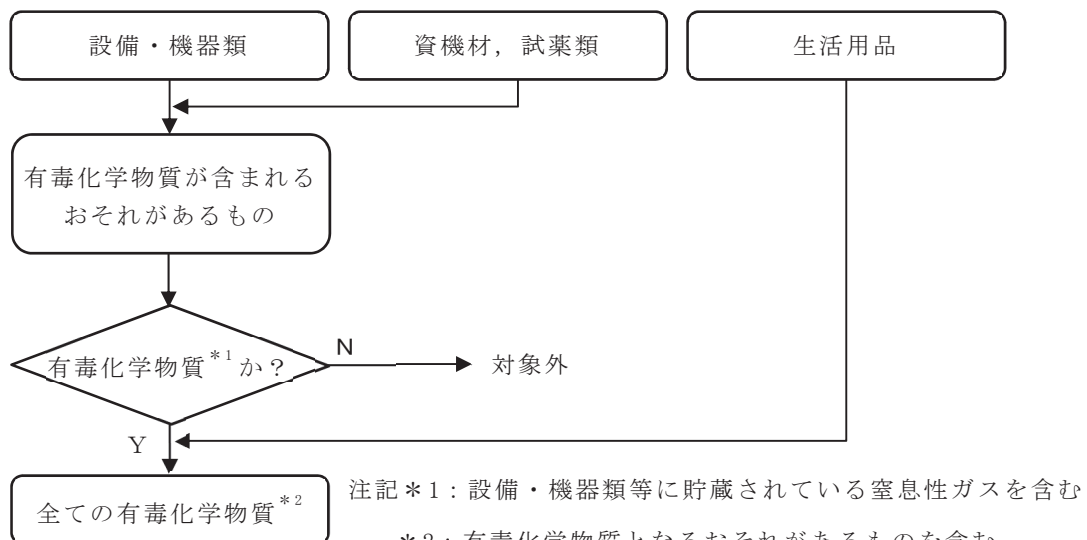 設備・機器類
資機材，試薬類
生活用品
有毒化学物質が含まれる
おそれがあるもの
有毒化学物質＊1か？
N
対象外
Y
全ての有毒化学物質＊2
注記＊1：設備・機器類等に貯蔵されている窒息性ガスを含む
＊2：有毒化学物質となるおそれがあるものを含む